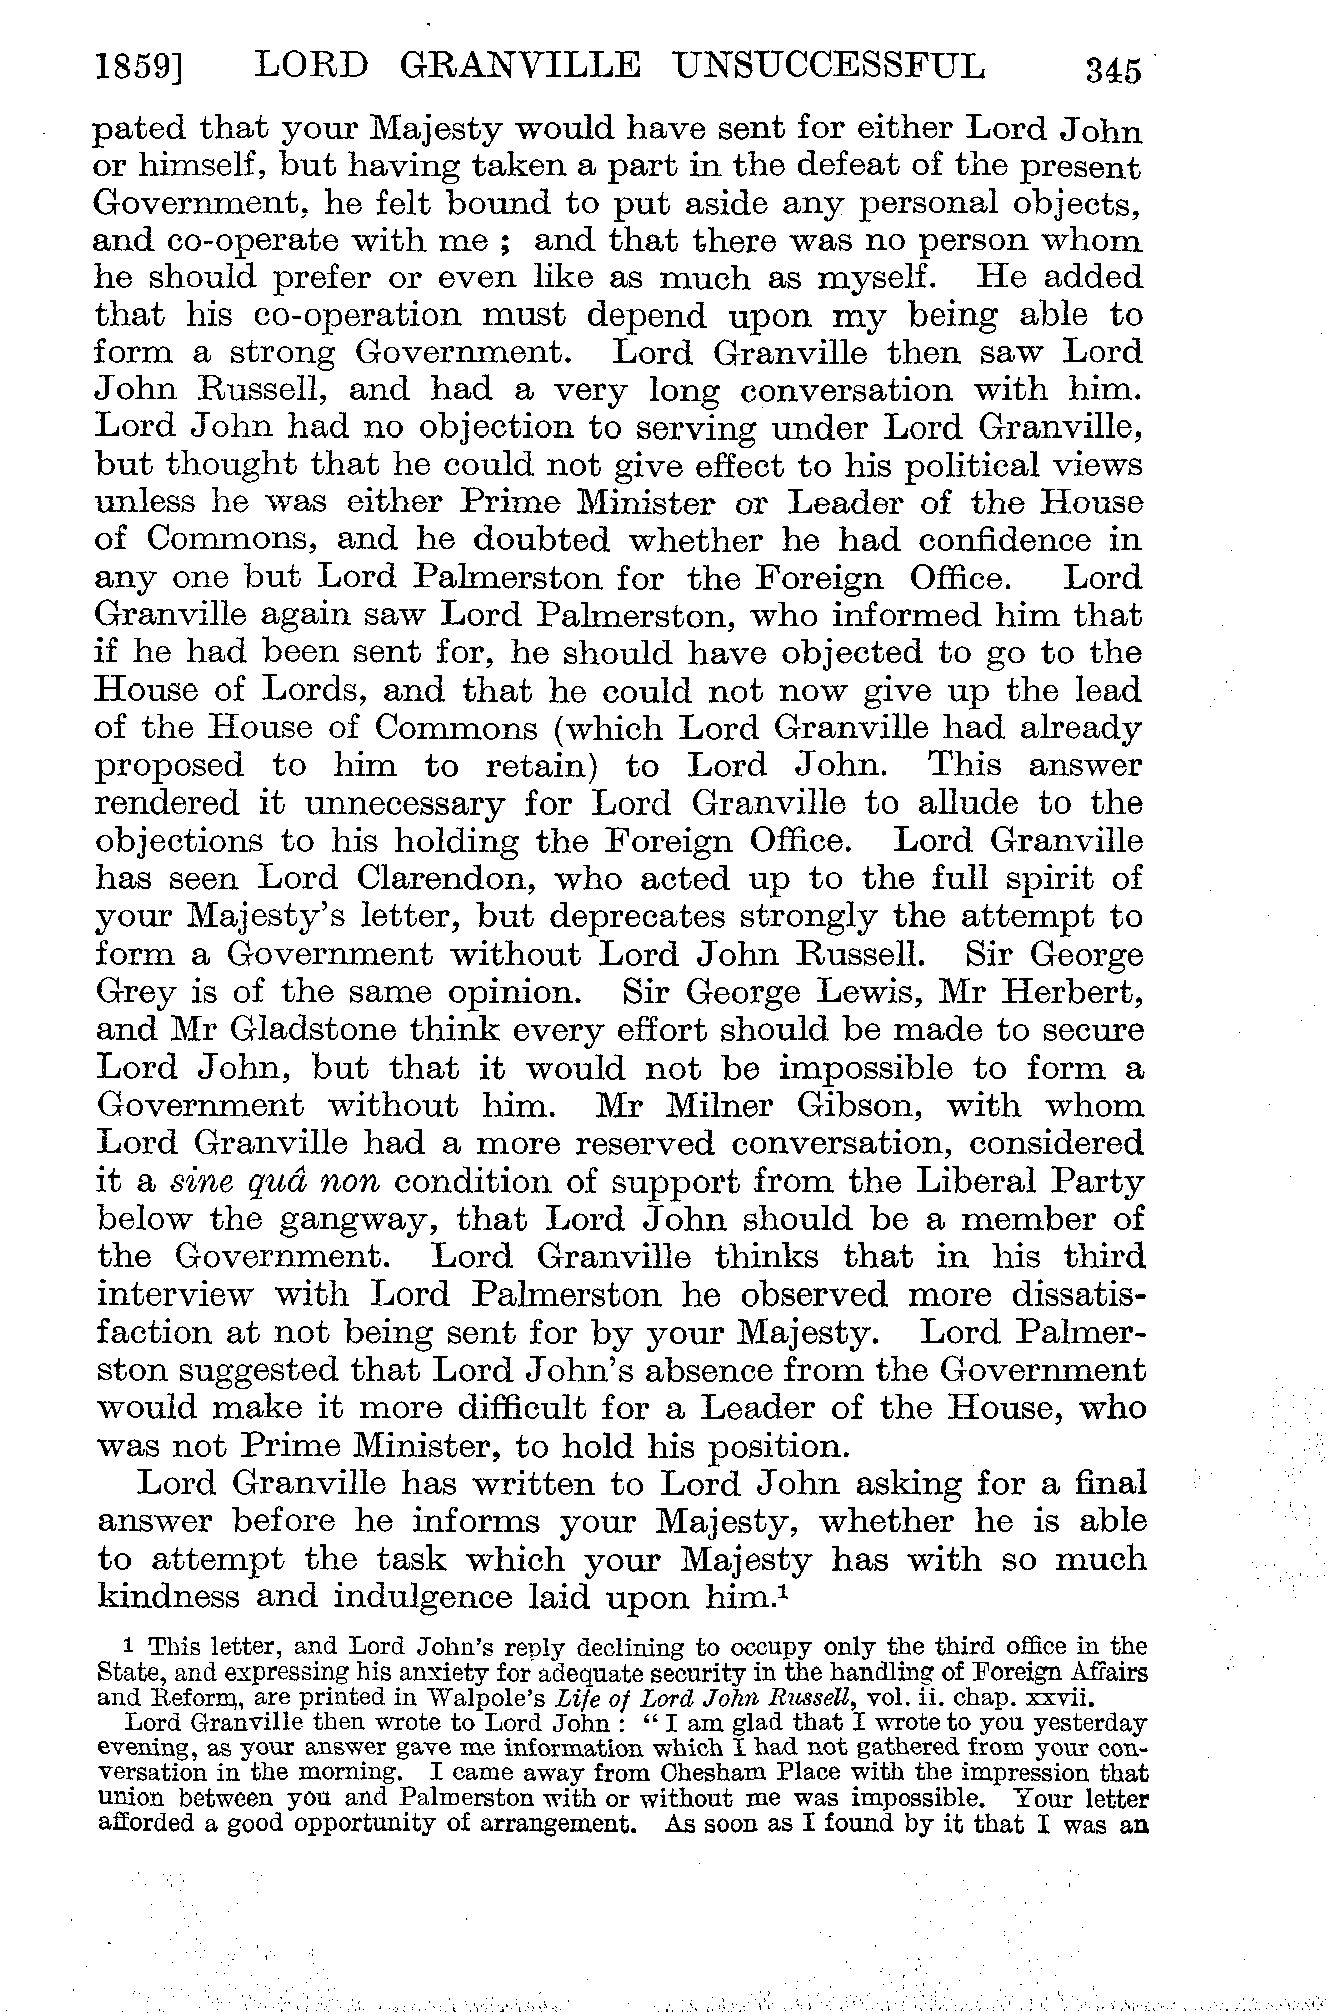 1859] LORD GRANVILLE UNSUCCESSFUL 345
pated that your Majesty would have sent for either Lord John
or himself, but having taken a part in the defeat of the present
Government, he felt bound to put aside any personal objects,
and co-operate with me ; and that there was no person whom
he should prefer or even like as much as myself. He added
that his co-operation must depend upon my being able to
form a strong Government. Lord Granville then saw Lord
John Russell, and had a very long conversation with him.
Lord John had no objection to serving under Lord Granville,
but thought that he could not give effect to his political views
unless he was either Prime Minister or Leader of the House
of Commons, and he doubted whether he had confidence in
any one but Lord Palmerston for the Foreign Office. Lord
Granville again saw Lord Palmerston, who informed him that
if he had been sent for, he should have objected to go to the
House of Lords, and that he could not now give up the lead
of the House of Commons (which Lord Granville had already
proposed to him to retain) to Lord John. This answer
rendered it unnecessary for Lord Granville to allude to the
objections to his holding the Foreign Office. Lord Granville
has seen Lord Clarendon, who acted up to the full spirit of
your Majesty's letter, but deprecates strongly the attempt to
form a Government without Lord John Russell. Sir George
Grey is of the same opinion. Sir George Lewis, Mr Herbert,
and Mr Gladstone think every effort should be made to secure
Lord John, but that it would not be impossible to form a
Government without him. Mr Milner Gibson, with whom
Lord Granville had a more reserved conversation, considered
it a sine quâ non condition of support from the Liberal Party
below the gangway, that Lord John should be a member of
the Government. Lord Granville thinks that in his third
interview with Lord Palmerston he observed more dissatis-
faction at not being sent for by your Majesty. Lord Palmer-
ston suggested that Lord John's absence from the Government
would make it more difficult for a Leader of the House, who
was not Prime Minister, to hold his position.
Lord Granville has written to Lord John asking for a final
answer before he informs your Majesty, whether he is able
to attempt the task which your Majesty has with so much
kindness and indulgence laid upon him.¹
1 This letter, and Lord John's reply declining to occupy only the third office in the
State, and expressing his anxiety for adequate security in the handling of Foreign Affairs
and Reform, are printed in Walpole's Life of Lord John Russell, vol. ii. chap. xxvii.
Lord Granville then wrote to Lord John : "I am glad that I wrote to you yesterday
evening, as your answer gave me information which I had not gathered from your con-
versation in the morning. I came away from Chesham Place with the impression that
union between you and Palmerston with or without me was impossible. Your letter
afforded a good opportunity of arrangement. As soon as I found by it that I was an